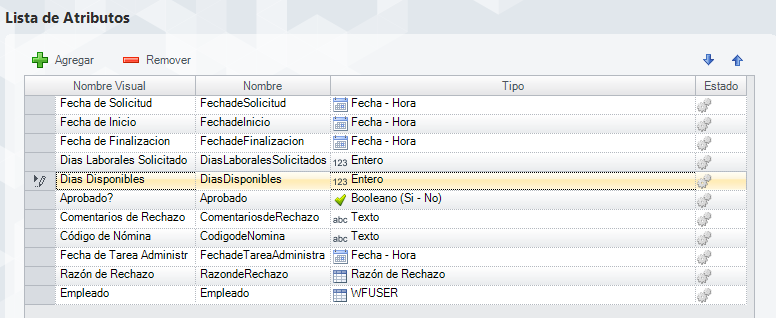 Lista de Atributos
Agregar Remover
Nombre Visual Nombre Tipo Estado
Fecha de Solicitud FechadeSolicitud Fecha - Hora
Fecha de Inicio FechadeInicio Fecha - Hora
Fecha de Finalizacion FechadeFinalizacion Fecha - Hora
Dias Laborales Solicitado DiasLaboralesSolicitados 123 Entero
Dias Disponibles DiasDisponibles 123 Entero
Aprobado? Aprobado Booleano (Si - No)
Comentarios de Rechazo ComentariosdeRechazo abc Texto
Código de Nómina CodigodeNomina abc Texto
Fecha de Tarea Administr FechadeTareaAdministra Fecha - Hora
Razón de Rechazo RazondeRechazo Razón de Rechazo
Empleado Empleado WFUSER